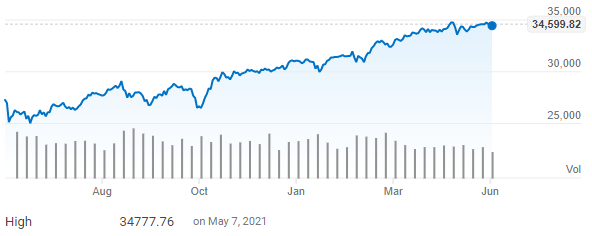 35,000
34,599.82
30,000
25,000
Vol
Aug Oct Jan Mar Jun
High 34777.76 on May 7, 2021